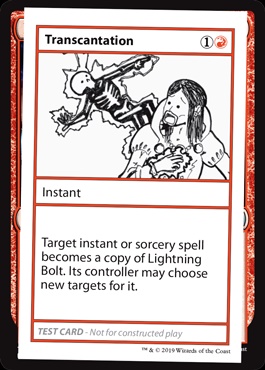 Transcantation 1
Instant
Target instant or sorcery spell
becomes a copy of Lightning
Bolt. Its controller may choose
new targets for it.
TEST CARD - Not for constructed play
™ & © 2019 Wizards of the Coast